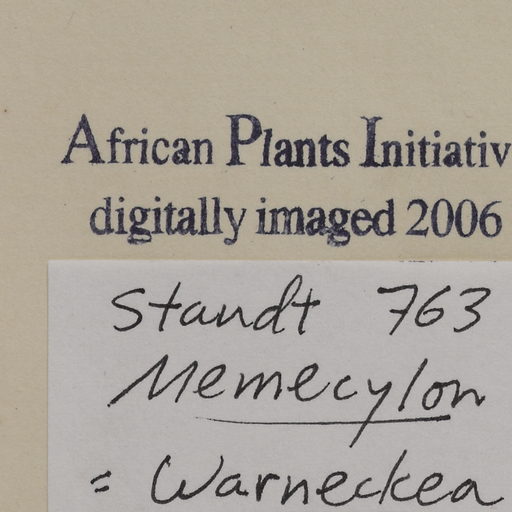 African Plants Initiativ
digitally imaged 2006
Staudt 763
Memecylon
= Warneckea